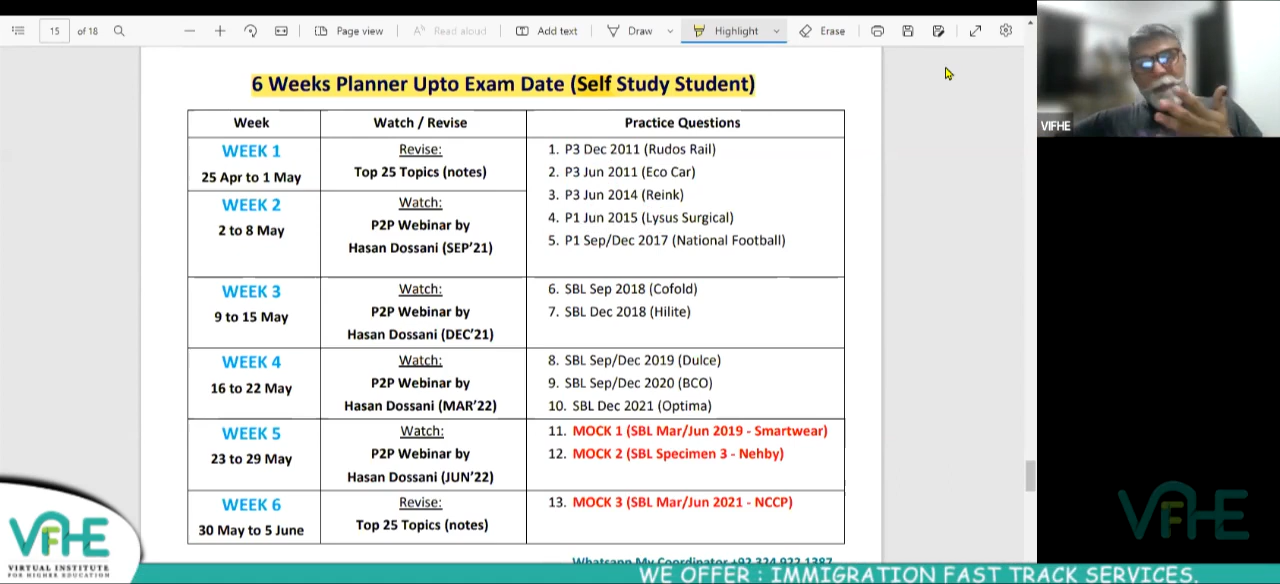 15 of 18 Page view Read aloud Add text Draw Highlight Erase
VIFHE
6 Weeks Planner Upto Exam Date (Self Study Student)
Week Watch / Revise Practice Questions
WEEK 1
25 Apr to 1 May
Revise:
Top 25 Topics (notes)
1. P3 Dec 2011 (Rudos Rail)
2. P3 Jun 2011 (Eco Car)
3. P3 Jun 2014 (Reink)
4. P1 Jun 2015 (Lysus Surgical)
5. P1 Sep/Dec 2017 (National Football)
WEEK 2
2 to 8 May
Watch:
P2P Webinar by
Hasan Dossani (SEP'21)
WEEK 3
9 to 15 May
Watch:
P2P Webinar by
Hasan Dossani (DEC'21)
6. SBL Sep 2018 (Cofold)
7. SBL Dec 2018 (Hilite)
WEEK 4
16 to 22 May
Watch:
P2P Webinar by
Hasan Dossani (MAR'22)
8. SBL Sep/Dec 2019 (Dulce)
9. SBL Sep/Dec 2020 (BCO)
10. SBL Dec 2021 (Optima)
WEEK 5
23 to 29 May
Watch:
P2P Webinar by
Hasan Dossani (JUN'22)
11. MOCK 1 (SBL Mar/Jun 2019 - Smartwear)
12. MOCK 2 (SBL Specimen 3 - Nehby)
WEEK 6
30 May to 5 June
Revise:
Top 25 Topics (notes)
13. MOCK 3 (SBL Mar/Jun 2021 - NCCP)
Whatsapp My Coordinator +92 324 922 1387
VIFHE
VIRTUAL INSTITUTE
FOR HIGHER EDUCATION
VIFHE
WE OFFER : IMMIGRATION FAST TRACK SERVICES.